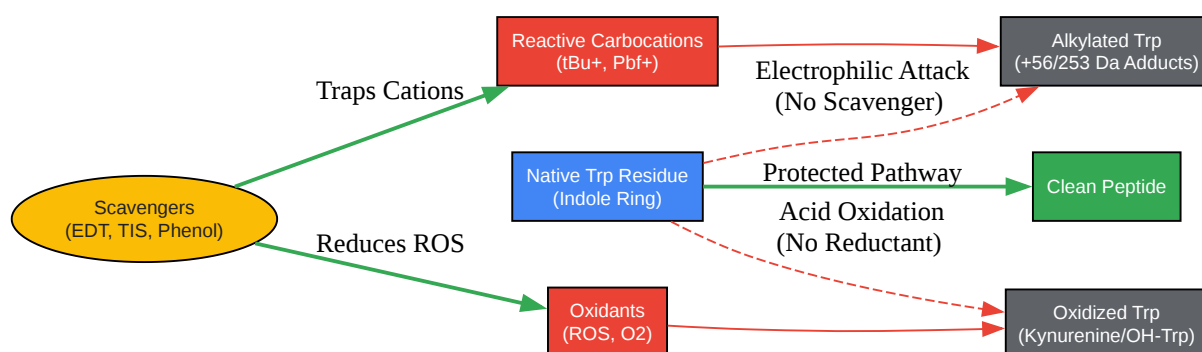 Reactive Carbocations
(tBu+, Pbf+)
Alkylated Trp
(+56/253 Da Adducts)
Electrophilic Attack
(No Scavenger)
Traps Cations
Native Trp Residue
(Indole Ring)
Protected Pathway
Clean Peptide
Scavengers
(EDT, TIS, Phenol)
Acid Oxidation
(No Reductant)
Reduces ROS
Oxidants
(ROS, O2)
Oxidized Trp
(Kynurenine/OH-Trp)